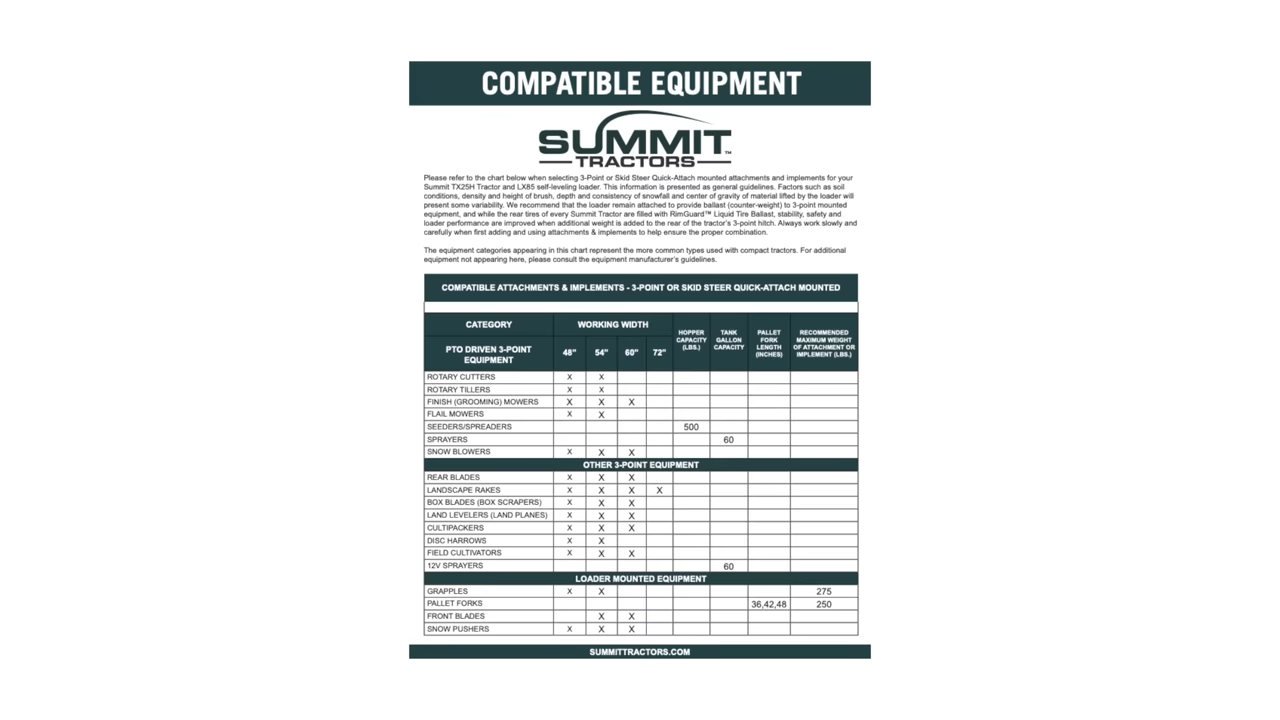 COMPATIBLE EQUIPMENT
SUMMIT™
TRACTORS
Please refer to the chart below when selecting 3-Point or Skid Steer Quick-Attach mounted attachments and implements for your
Summit TX25H Tractor and LX85 self-leveling loader. This information is presented as general guidelines. Factors such as soil
conditions, density and height of brush, depth and consistency of snowfall and center of gravity of material lifted by the loader will
present some variability. We recommend that the loader remain attached to provide ballast (counter-weight) to 3-point mounted
equipment, and while the rear tires of every Summit Tractor are filled with RimGuard™ Liquid Tire Ballast, stability, safety and
loader performance are improved when additional weight is added to the rear of the tractor's 3-point hitch. Always work slowly and
carefully when first adding and using attachments & implements to help ensure the proper combination.
The equipment categories appearing in this chart represent the more common types used with compact tractors. For additional
equipment not appearing here, please consult the equipment manufacturer's guidelines.
COMPATIBLE ATTACHMENTS & IMPLEMENTS - 3-POINT OR SKID STEER QUICK-ATTACH MOUNTED
CATEGORY WORKING WIDTH
HOPPER CAPACITY (LBS.)
TANK GALLON CAPACITY
PALLET FORK LENGTH (INCHES)
RECOMMENDED MAXIMUM WEIGHT OF ATTACHMENT OR IMPLEMENT (LBS.)
PTO DRIVEN 3-POINT EQUIPMENT 48" 54" 60" 72"
ROTARY CUTTERS X X
ROTARY TILLERS X X
FINISH (GROOMING) MOWERS X X X
FLAIL MOWERS X X
SEEDERS/SPREADERS 500
SPRAYERS 60
SNOW BLOWERS X X X
OTHER 3-POINT EQUIPMENT
REAR BLADES X X X
LANDSCAPE RAKES X X X X
BOX BLADES (BOX SCRAPERS) X X X
LAND LEVELERS (LAND PLANES) X X X
CULTIPACKERS X X X
DISC HARROWS X X
FIELD CULTIVATORS X X X
12V SPRAYERS 60
LOADER MOUNTED EQUIPMENT
GRAPPLES X X 275
PALLET FORKS 36,42,48 250
FRONT BLADES X X
SNOW PUSHERS X X X
SUMMITTRACTORS.COM